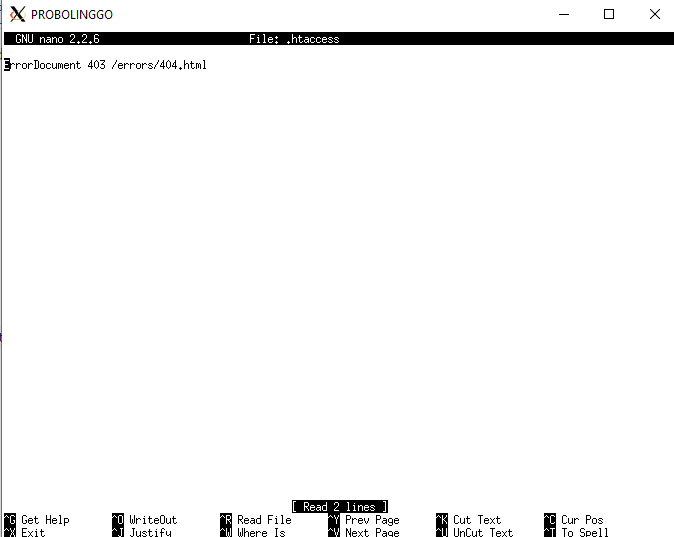 PROBOLINGGO
GNU nano 2.2.6 File: .htaccess
ErrorDocument 403 /errors/404.html
[ Read 2 lines ]
^G Get Help ^O WriteOut ^R Read File ^Y Prev Page ^K Cut Text ^C Cur Pos
^X Exit ^J Justify ^W Where Is ^V Next Page ^U UnCut Text ^T To Spell